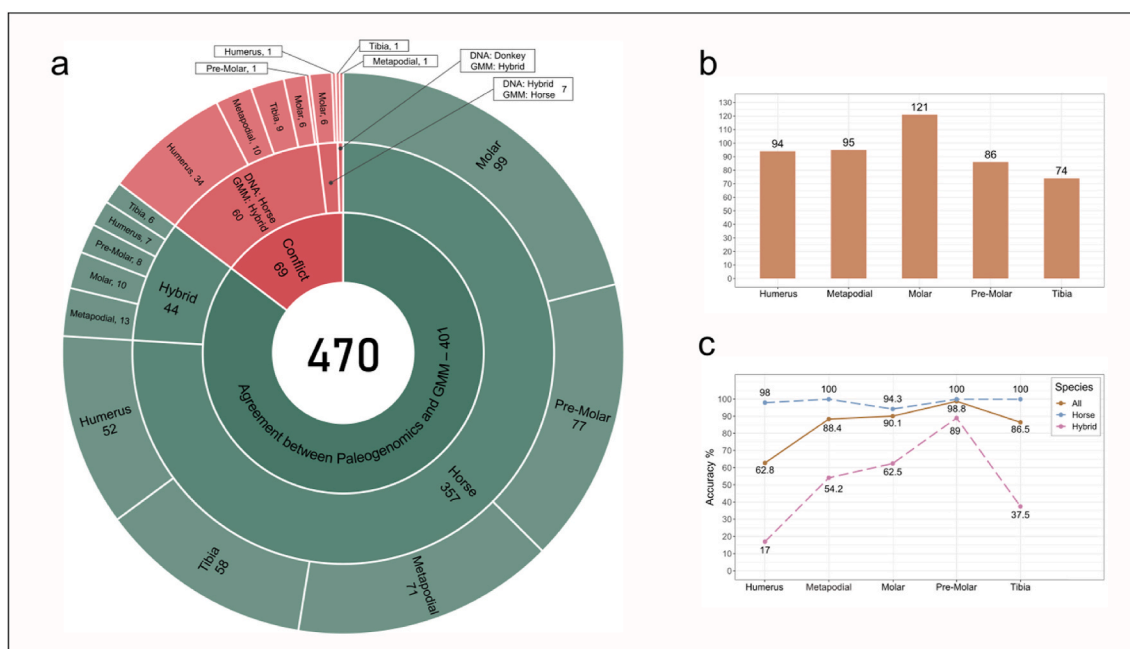 a
Humerus, 1
Tibia, 1
Pre-Molar, 1
Metapodial, 1
DNA: Donkey
GMM: Hybrid
DNA: Hybrid
GMM: Horse
7
Humerus, 34
Metapodial, 10
Tibia, 9
Molar, 6
Molar, 6
DNA: Horse
GMM: Hybrid
60
Conflict
69
Tibia, 6
Humerus, 7
Pre-Molar, 8
Molar, 10
Metapodial, 13
Hybrid
44
470
Agreement between Paleogenomics and GMM – 401
Horse
357
Molar
99
Pre-Molar
77
Metapodial
71
Tibia
58
Humerus
52
b
130
120
110
100
90
80
70
60
50
40
30
20
10
0
94
95
121
86
74
Humerus
Metapodial
Molar
Pre-Molar
Tibia
c
Accuracy %
100
90
80
70
60
50
40
30
20
10
0
98
100
94.3
100
100
62.8
88.4
90.1
98.8
86.5
17
54.2
62.5
89
37.5
Species
All
Horse
Hybrid
Humerus
Metapodial
Molar
Pre-Molar
Tibia